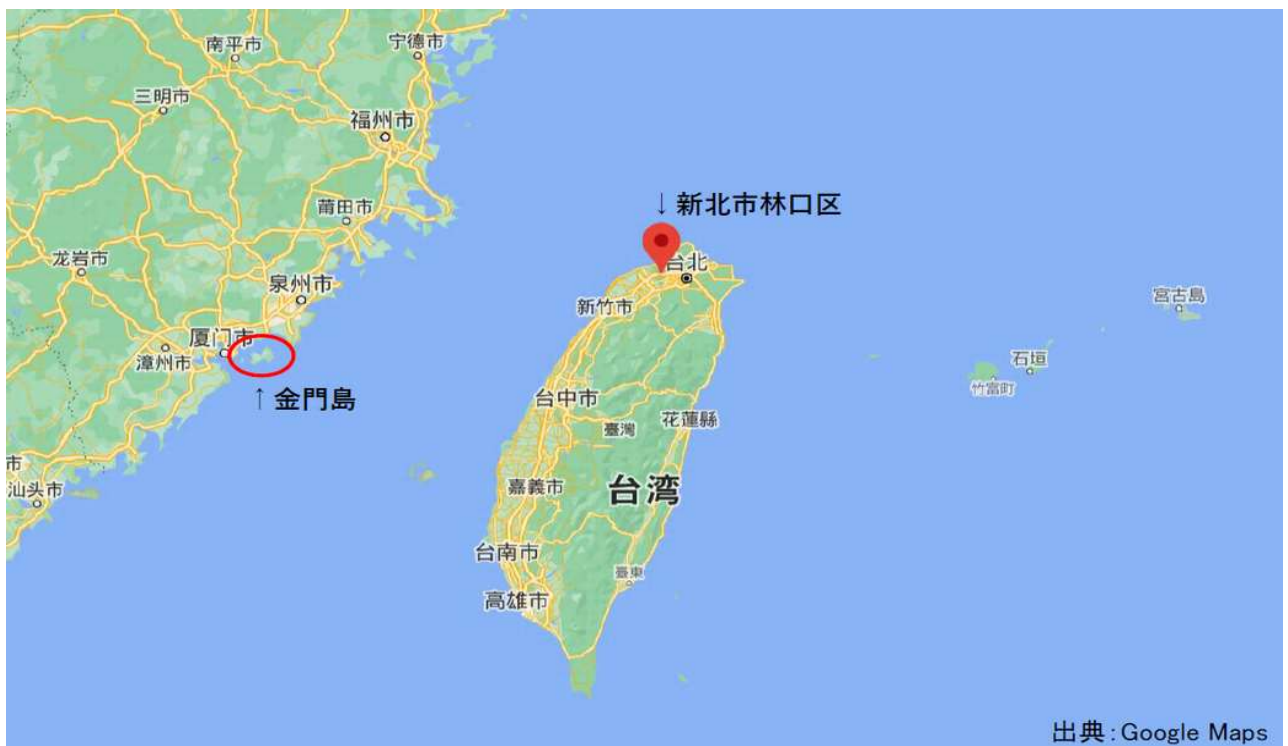 南平市
宁德市
三明市
福州市
↓新北市林口区
莆田市
龙岩市
台北
泉州市
宮古島
新竹市
厦门市
漳州市
石垣
竹富町
↑金門島
台中市
花蓮縣
臺灣
市
汕头市
嘉義市
台湾
台南市
臺東
高雄市
出典:Google Maps